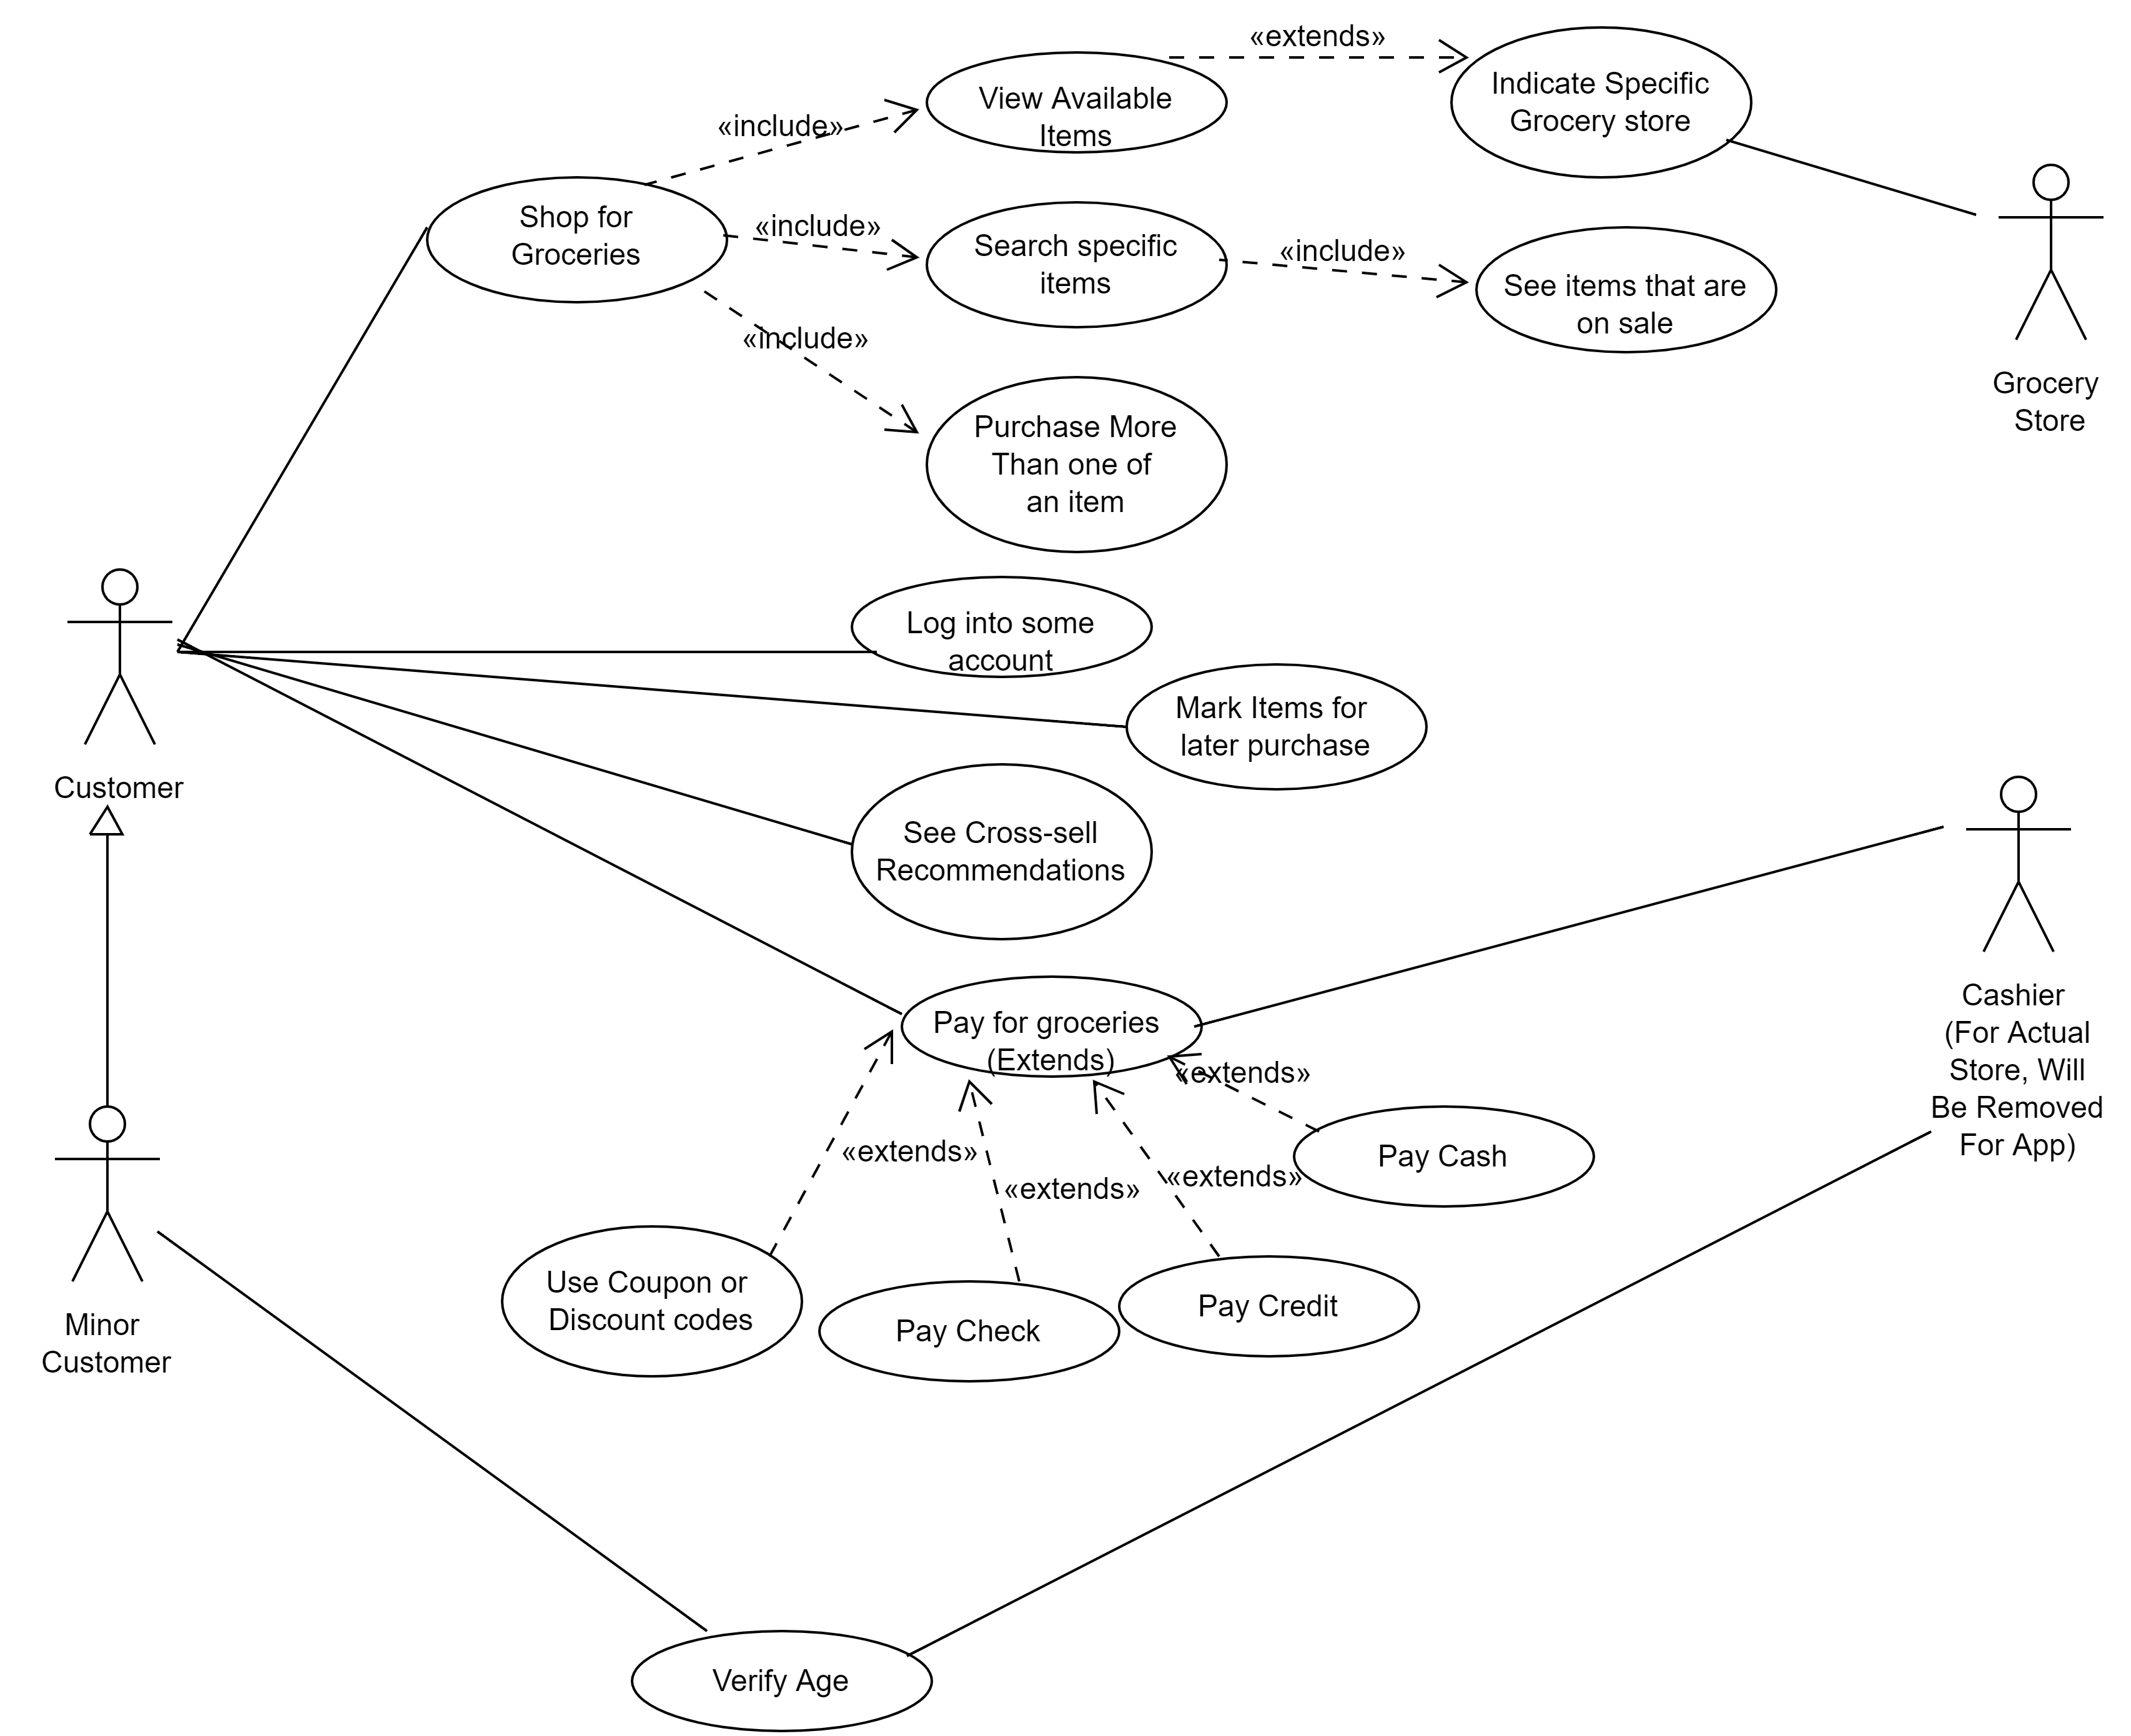 «extends»
View Available
Items
Indicate Specific
Grocery store
«include»
Shop for
Groceries
«include»
Search specific
items
«include»
See items that are
on sale
«include»
Purchase More
Than one of
an item
Grocery
Store
Log into some
account
Mark Items for
later purchase
Customer
See Cross-sell
Recommendations
Pay for groceries
(Extends)
Cashier
(For Actual
Store, Will
Be Removed
For App)
«extends»
«extends»
«extends»
«extends»
Pay Cash
Use Coupon or
Discount codes
Pay Check
Pay Credit
Minor
Customer
Verify Age